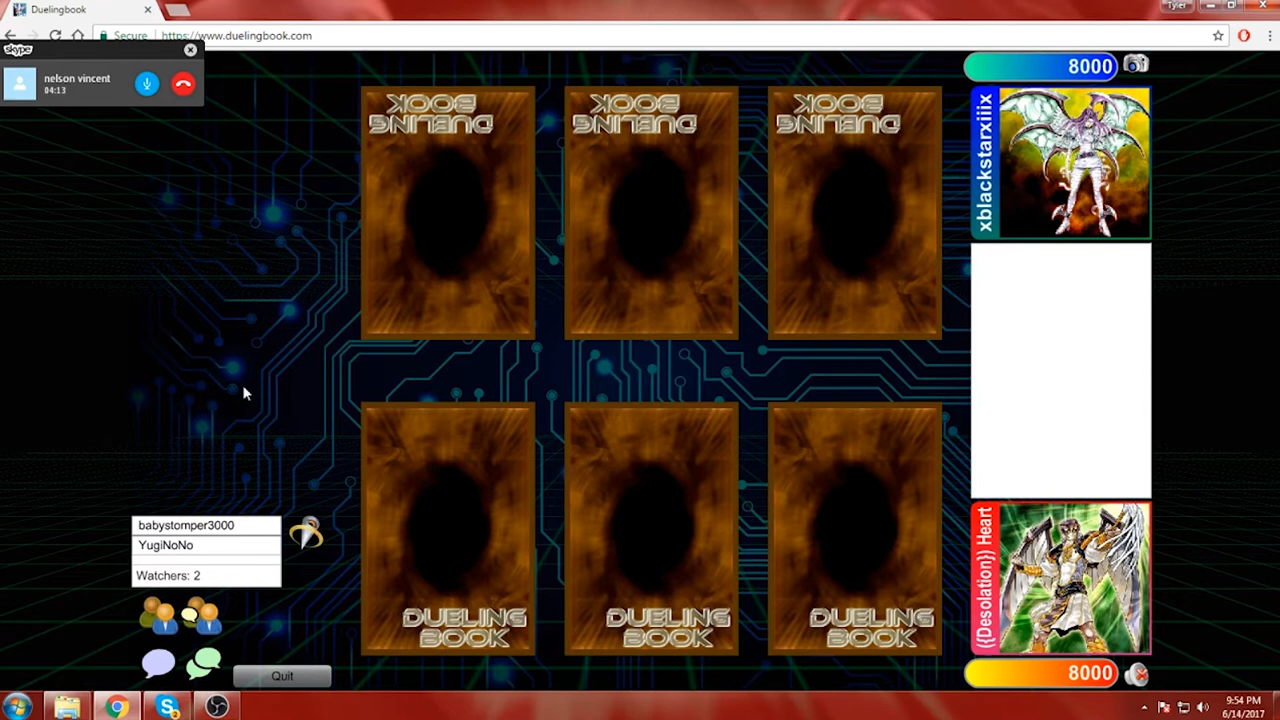 Duelingbook
Tyler
Secure
https://www.duelingbook.com
skype
nelson vincent
04:13
8000
DUELING
BOOK
DUELING
BOOK
DUELING
BOOK
xblackstarxiiix
babystomper3000
YugiNoNo
Watchers: 2
Quit
DUELING
BOOK
DUELING
BOOK
DUELING
BOOK
((Desolation)) Heart
8000
9:54 PM
6/14/2017